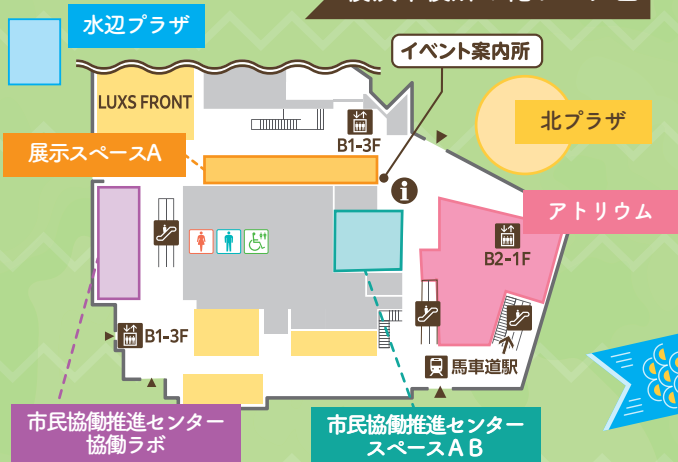 水辺プラザ
イベント案内所
LUXS FRONT
B1-3F
北プラザ
展示スペースA
アトリウム
B2-1F
B1-3F
馬車道駅
市民協働推進センター
協働ラボ
市民協働推進センター
スペースA B